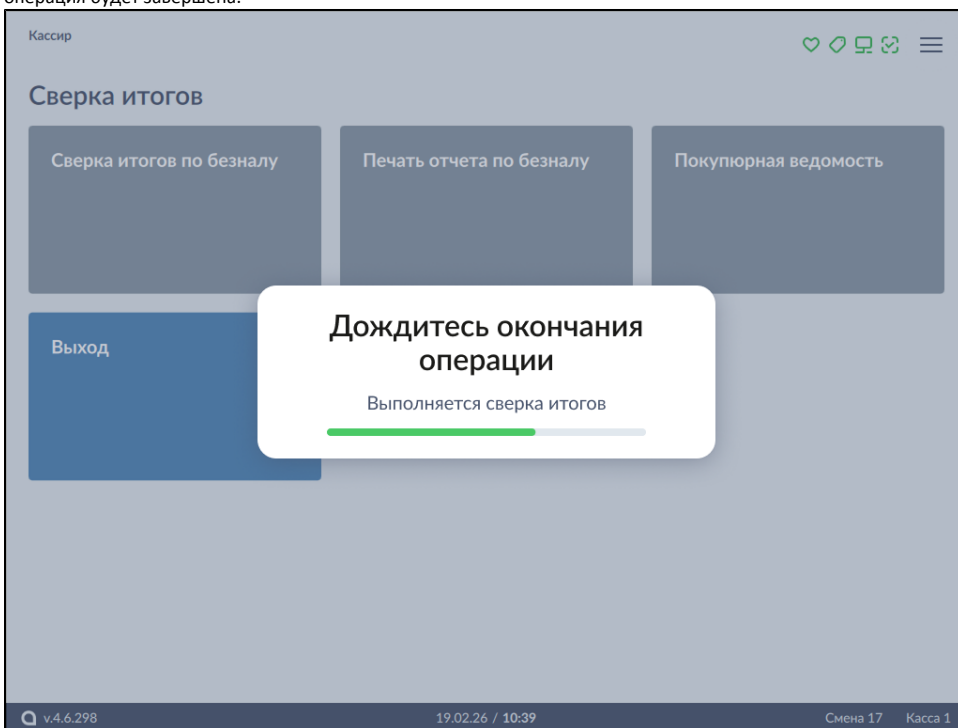 операция будет завершена.
Кассир
Сверка итогов
Сверка итогов по безналу
Печать отчета по безналу
Покупюрная ведомость
Выход
Дождитесь окончания
операции
Выполняется сверка итогов
v.4.6.298
19.02.26 / 10:39
Смена 17
Касса 1